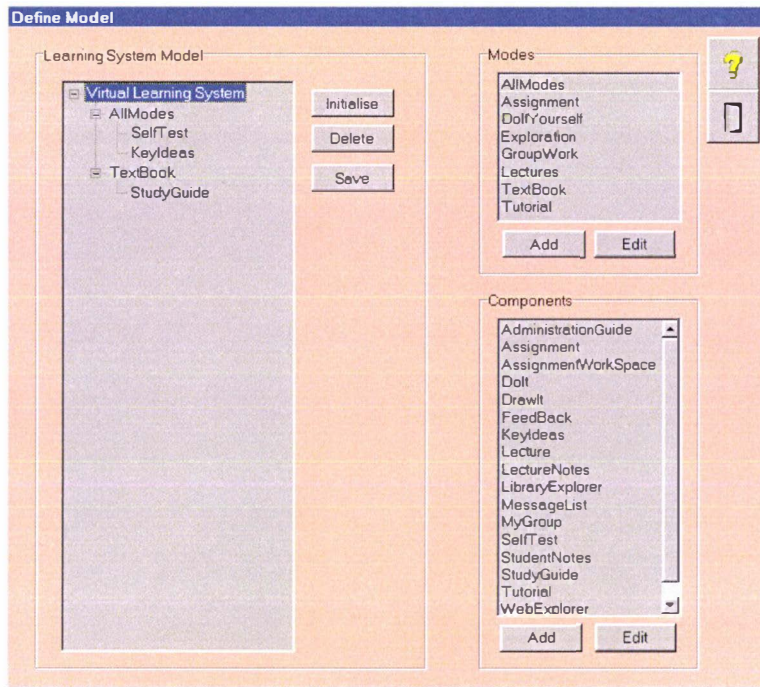 Define Model
Learning System Model
Virtual Learning System
AllModes
SelfTest
KeyIdeas
TextBook
StudyGuide
Initialise
Delete
Save
Modes
AllModes
Assignment
DoItYourself
Exploration
GroupWork
Lectures
TextBook
Tutorial
Add Edit
?
Components
AdministrationGuide
Assignment
AssignmentWorkSpace
DoIt
DrawIt
FeedBack
KeyIdeas
Lecture
LectureNotes
LibraryExplorer
MessageList
MyGroup
SelfTest
StudentNotes
StudyGuide
Tutorial
WebExplorer
Add Edit